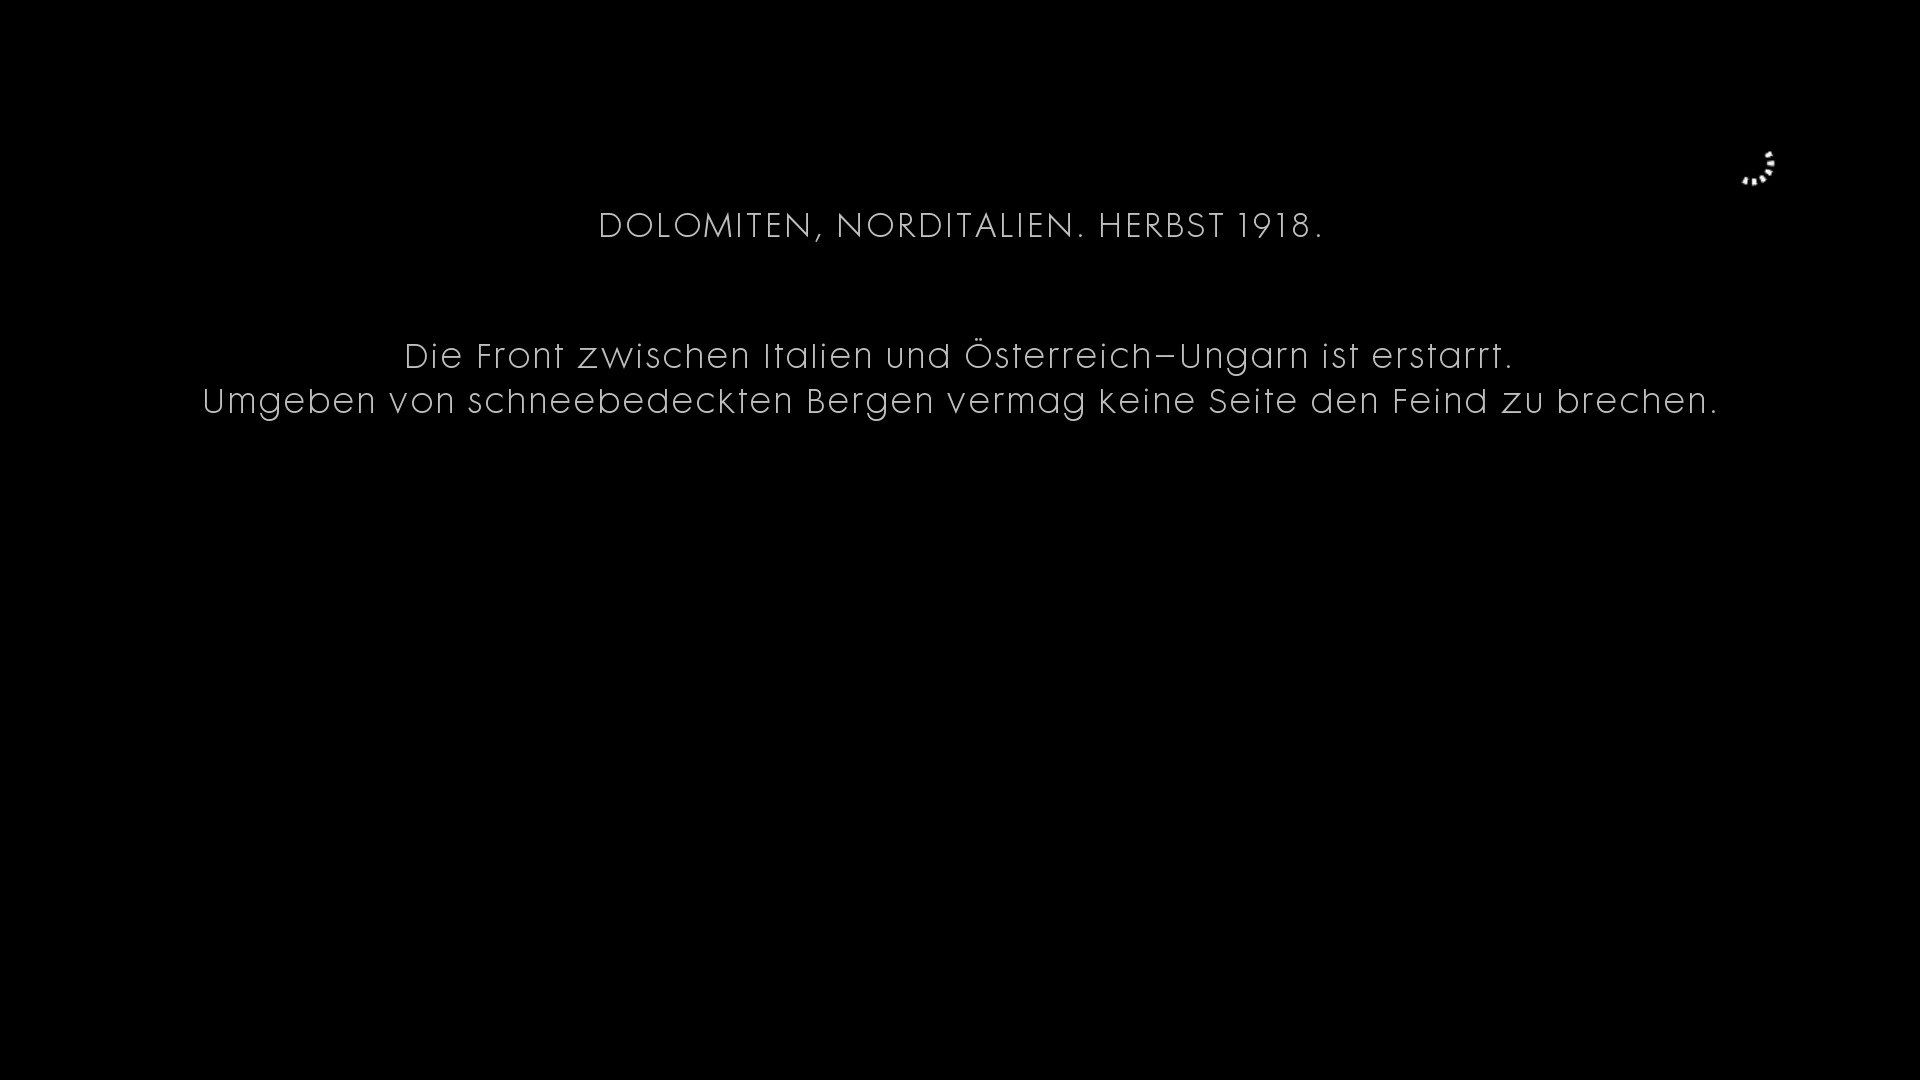 DOLOMITEN, NORDITALIEN. HERBST 1918.
Die Front zwischen Italien und Österreich–Ungarn ist erstarrt.
Umgeben von schneebedeckten Bergen vermag keine Seite den Feind zu brechen.